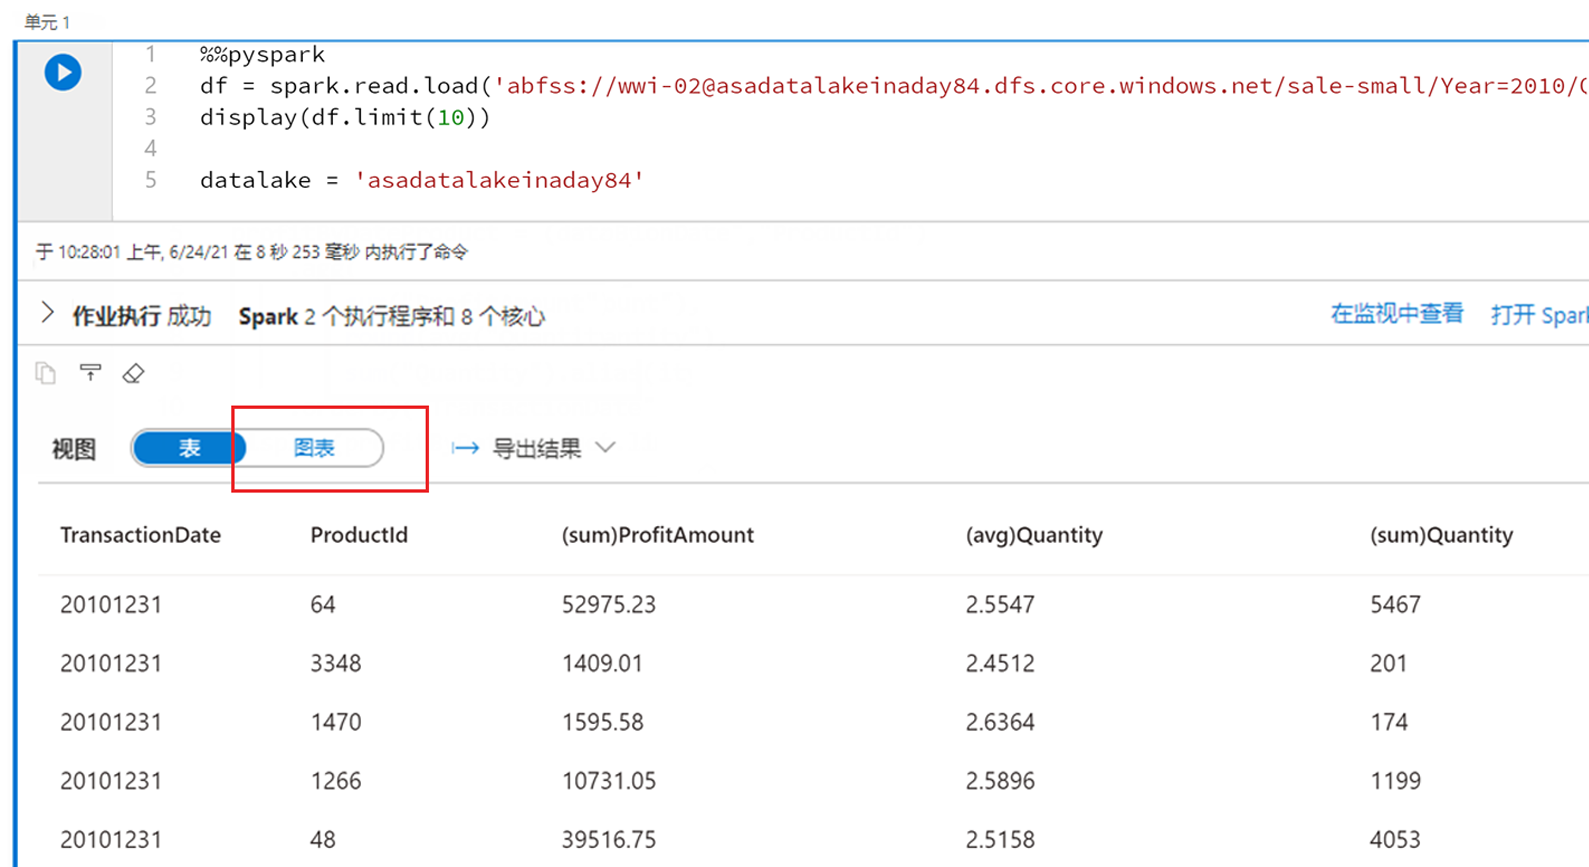 单元 1
1 %%pyspark
2 df = spark.read.load('abfss://wwi-02@asadatalakeinaday84.dfs.core.windows.net/sale-small/Year=2010/
3 display(df.limit(10))
4
5 datalake = 'asadatalakeinaday84'
于 10:28:01 上午, 6/24/21 在 8 秒 253 毫秒 内执行了命令
作业执行 成功 Spark 2 个执行程序和 8 个核心 在监视中查看 打开 Spark
视图 表 图表 导出结果
TransactionDate ProductId (sum)ProfitAmount (avg)Quantity (sum)Quantity
20101231 64 52975.23 2.5547 5467
20101231 3348 1409.01 2.4512 201
20101231 1470 1595.58 2.6364 174
20101231 1266 10731.05 2.5896 1199
20101231 48 39516.75 2.5158 4053